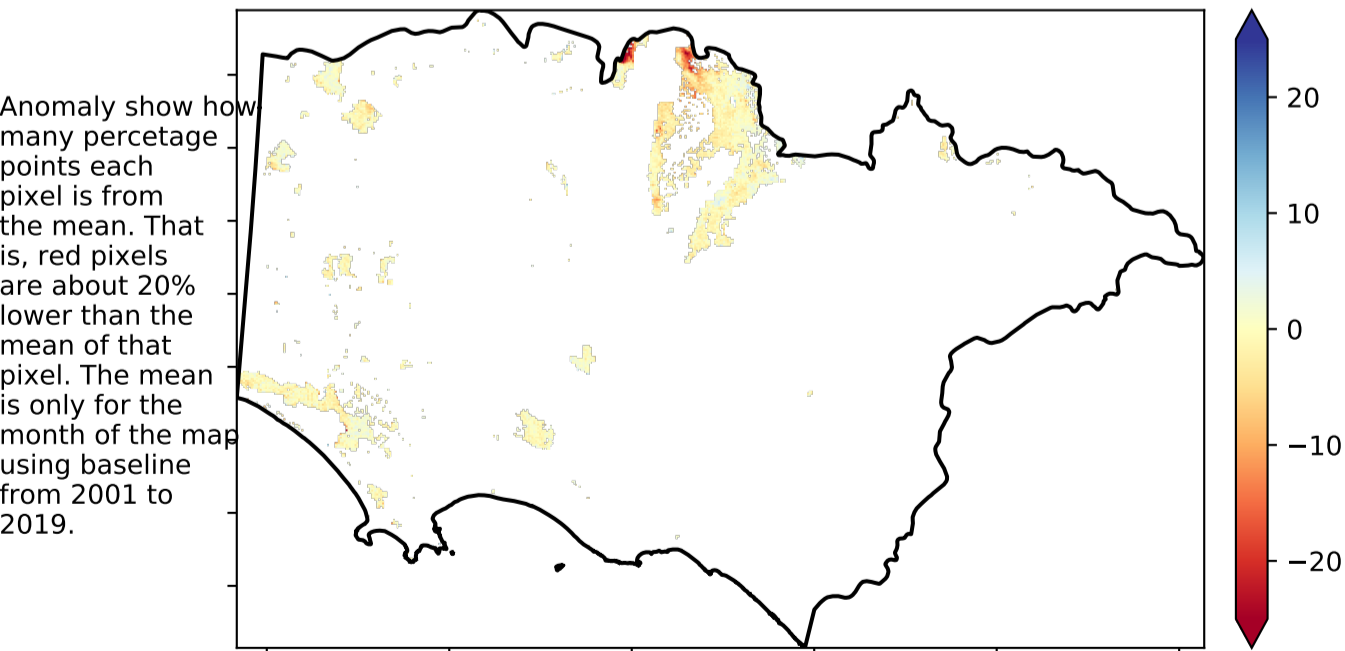 Anomaly show how
many percetage
points each
pixel is from
the mean. That
is, red pixels
are about 20%
lower than the
mean of that
pixel. The mean
is only for the
month of the map
using baseline
from 2001 to
2019.
20
10
0
−10
−20